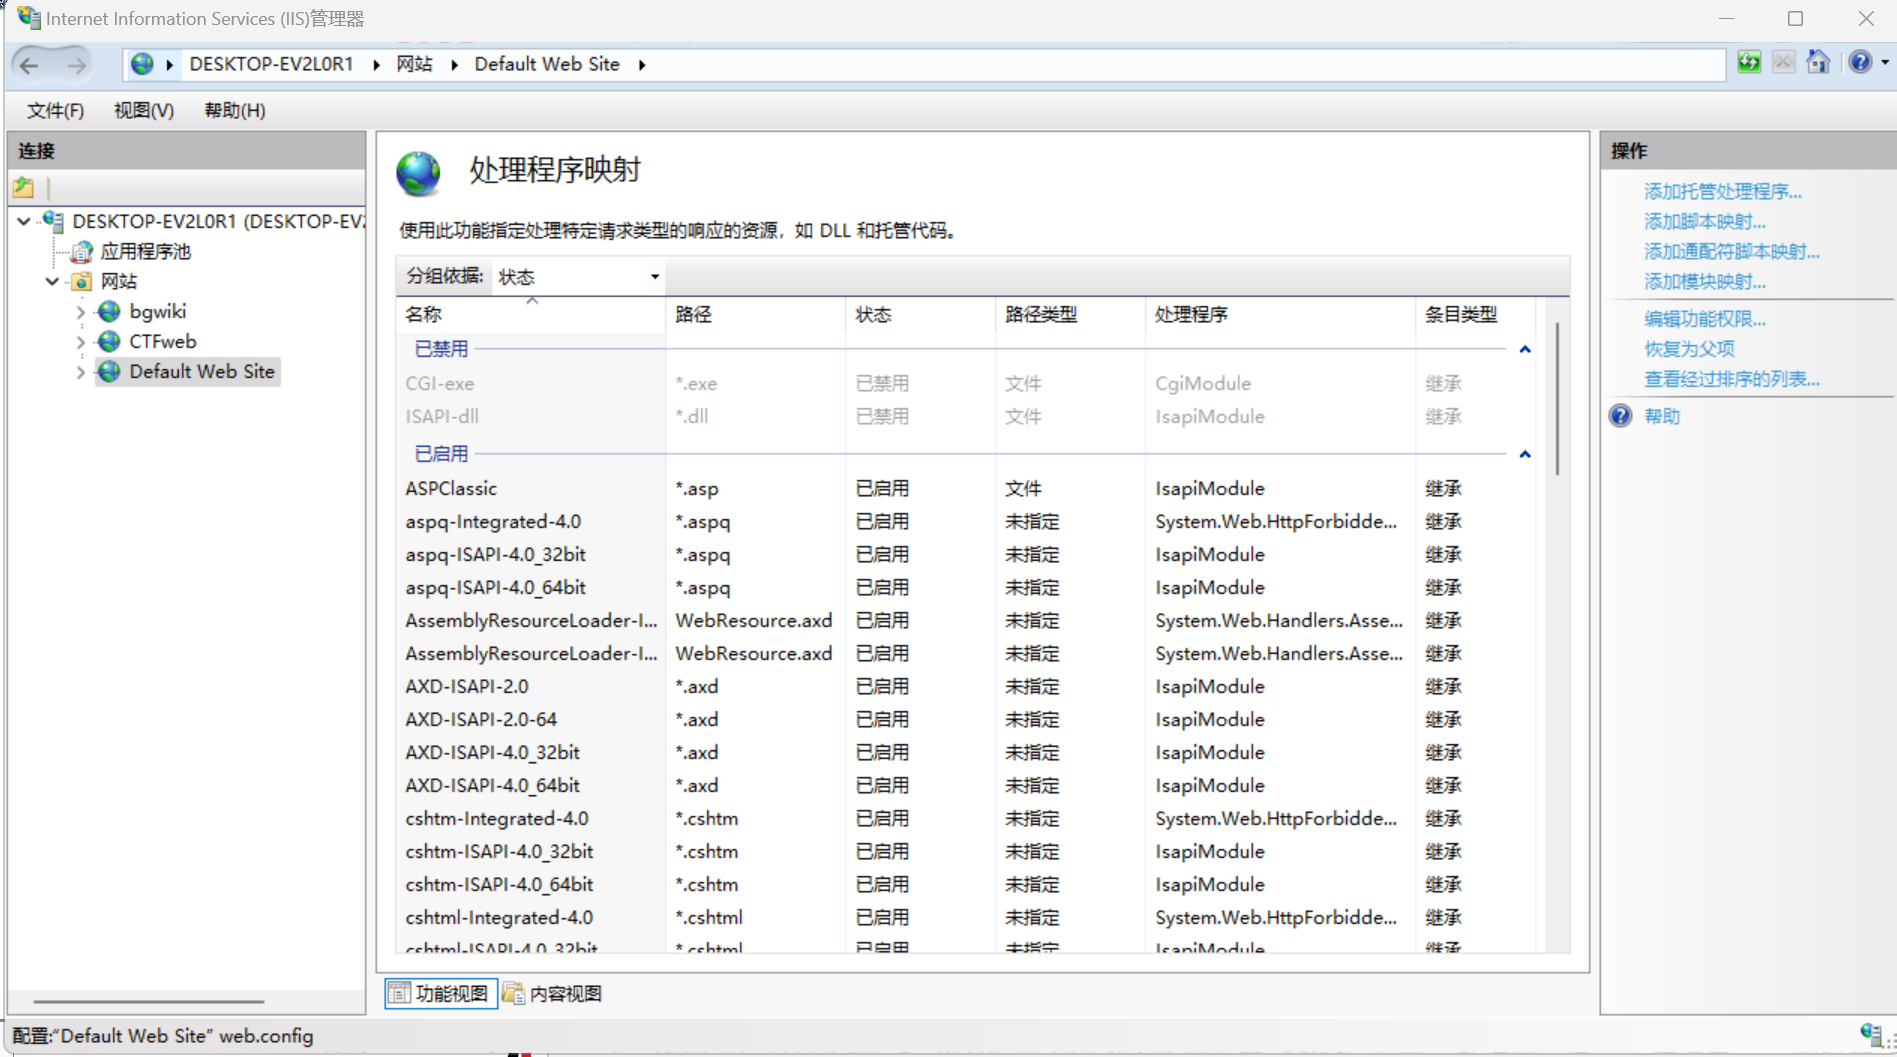 Internet Information Services (IIS)管理器
DESKTOP-EV2L0R1 网站 Default Web Site
文件(F) 视图(V) 帮助(H)
连接
DESKTOP-EV2L0R1 (DESKTOP-EV
应用程序池
网站
bgwiki
CTFweb
Default Web Site
处理程序映射
使用此功能指定处理特定请求类型的响应的资源，如 DLL 和托管代码。
分组依据: 状态
名称 路径 状态 路径类型 处理程序 条目类型
已禁用
CGI-exe *.exe 已禁用 文件 CgiModule 继承
ISAPI-dll *.dll 已禁用 文件 IsapiModule 继承
已启用
ASPClassic *.asp 已启用 文件 IsapiModule 继承
aspq-Integrated-4.0 *.aspq 已启用 未指定 System.Web.HttpForbidde... 继承
aspq-ISAPI-4.0_32bit *.aspq 已启用 未指定 IsapiModule 继承
aspq-ISAPI-4.0_64bit *.aspq 已启用 未指定 IsapiModule 继承
AssemblyResourceLoader-I... WebResource.axd 已启用 未指定 System.Web.Handlers.Asse... 继承
AssemblyResourceLoader-I... WebResource.axd 已启用 未指定 System.Web.Handlers.Asse... 继承
AXD-ISAPI-2.0 *.axd 已启用 未指定 IsapiModule 继承
AXD-ISAPI-2.0-64 *.axd 已启用 未指定 IsapiModule 继承
AXD-ISAPI-4.0_32bit *.axd 已启用 未指定 IsapiModule 继承
AXD-ISAPI-4.0_64bit *.axd 已启用 未指定 IsapiModule 继承
cshtm-Integrated-4.0 *.cshtm 已启用 未指定 System.Web.HttpForbidde... 继承
cshtm-ISAPI-4.0_32bit *.cshtm 已启用 未指定 IsapiModule 继承
cshtm-ISAPI-4.0_64bit *.cshtm 已启用 未指定 IsapiModule 继承
cshtml-Integrated-4.0 *.cshtml 已启用 未指定 System.Web.HttpForbidde... 继承
cshtml-ISAPI-4.0_32bit *.cshtml 已启用 未指定 IsapiModule 继承
功能视图 内容视图
操作
添加托管处理程序...
添加脚本映射...
添加通配符脚本映射...
添加模块映射...
编辑功能权限...
恢复为父项
查看经过排序的列表...
帮助
配置:“Default Web Site” web.config